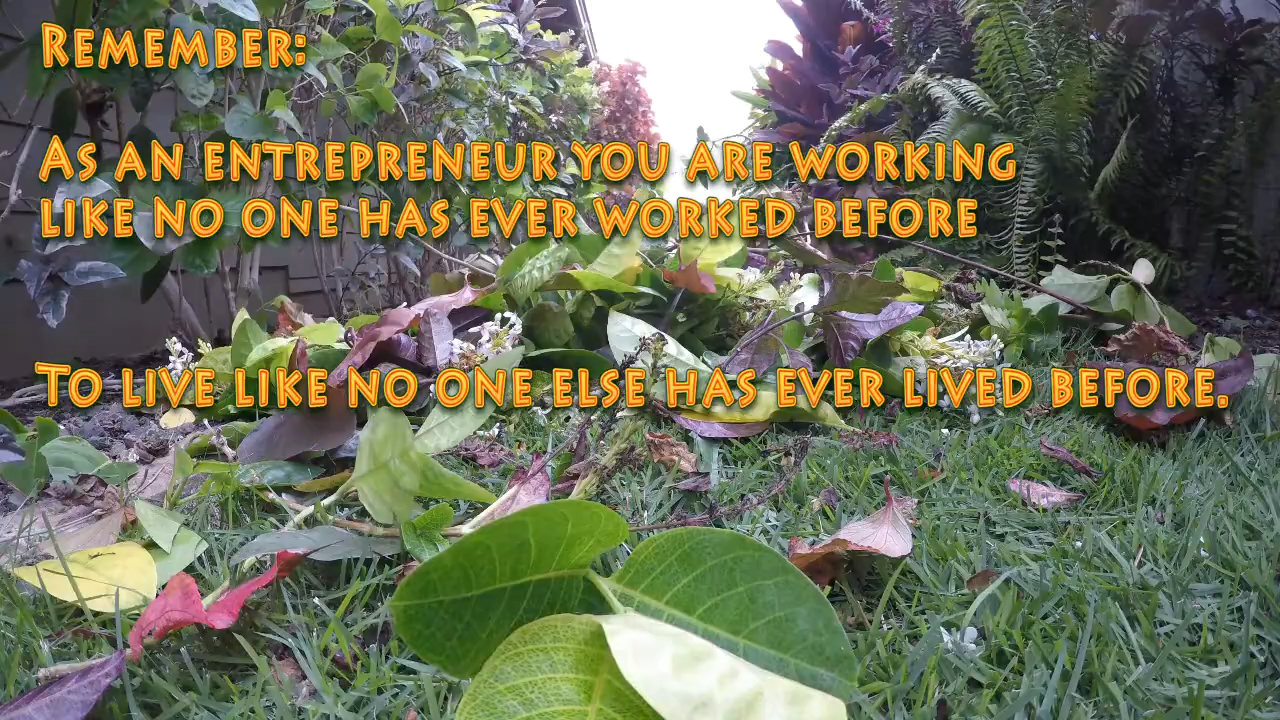 Remember:
As an entrepreneur you are working
like no one has ever worked before
To live like no one else has ever lived before.